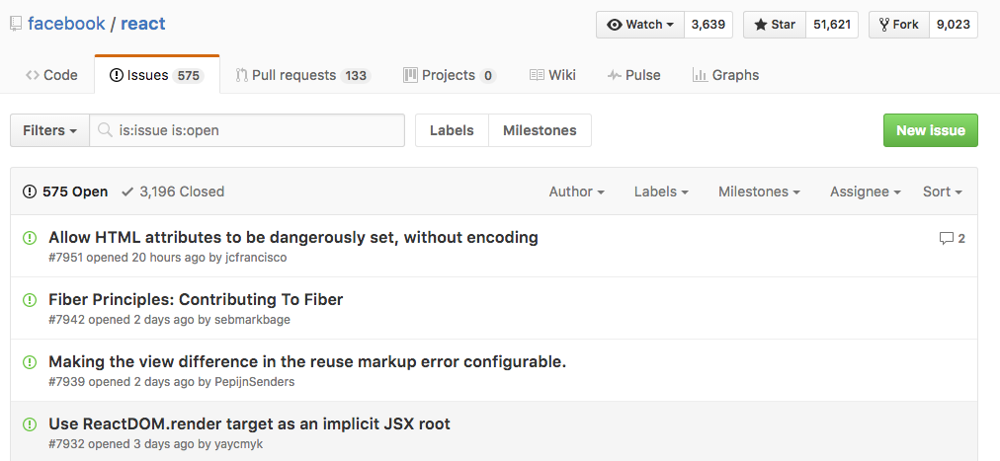 facebook / react
Watch 3,639 Star 51,621 Fork 9,023
Code Issues 575 Pull requests 133 Projects 0 Wiki Pulse Graphs
Filters is:issue is:open Labels Milestones New issue
575 Open 3,196 Closed Author Labels Milestones Assignee Sort
Allow HTML attributes to be dangerously set, without encoding 2
#7951 opened 20 hours ago by jcfrancisco
Fiber Principles: Contributing To Fiber
#7942 opened 2 days ago by sebmarkbage
Making the view difference in the reuse markup error configurable.
#7939 opened 2 days ago by PepijnSenders
Use ReactDOM.render target as an implicit JSX root
#7932 opened 3 days ago by yaycmyk